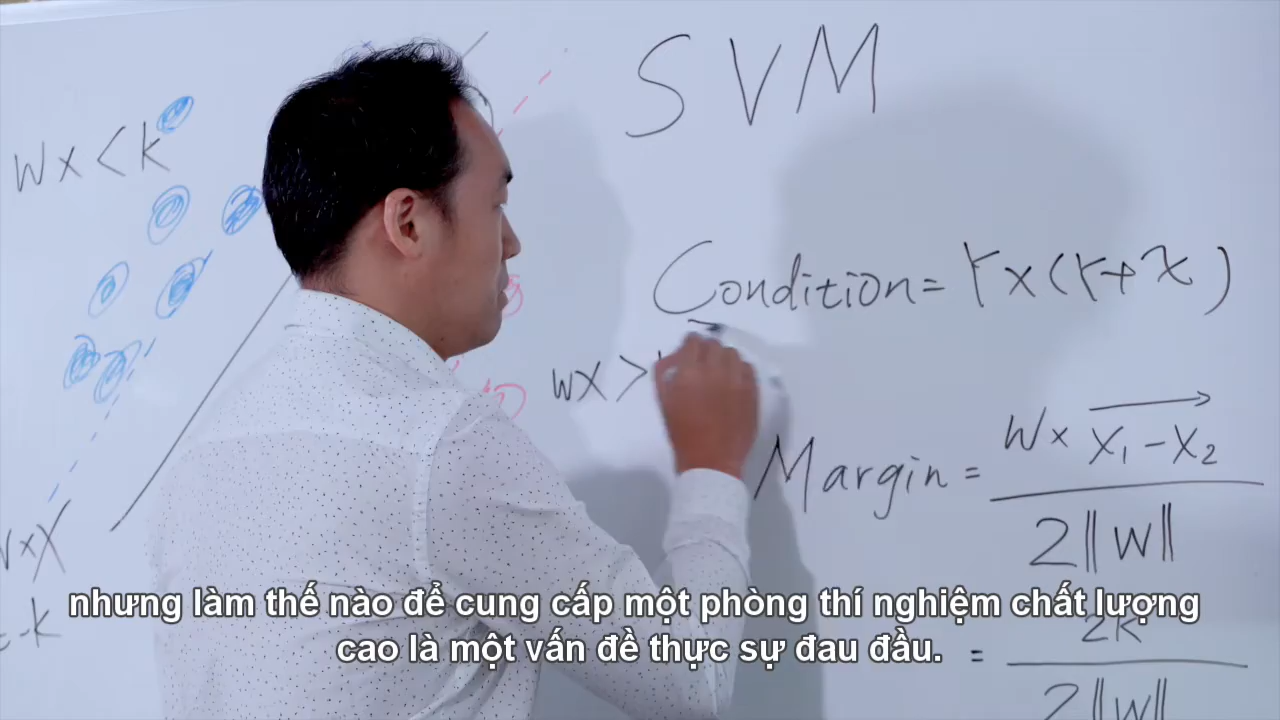 SVM
wx < k
Condition = k x (k + x)
wx >
Margin = w x x₁ - x₂
2||w||
wxX
= -k
nhưng làm thế nào để cung cấp một phòng thí nghiệm chất lượng
cao là một vấn đề thực sự đau đầu.
= 2k
2||w||